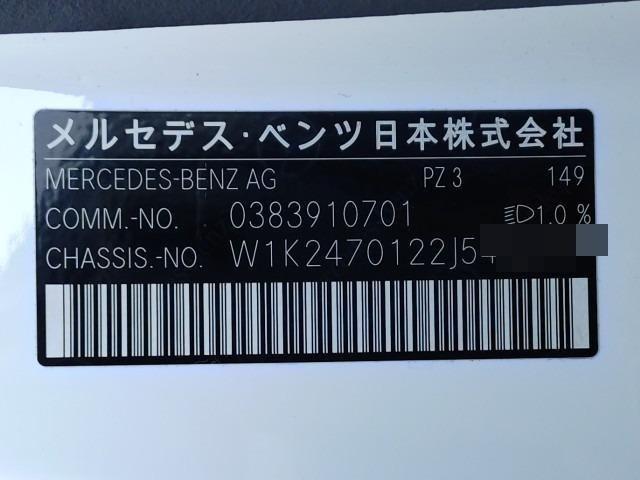 メルセデス・ベンツ日本株式会社
MERCEDES-BENZ AG PZ 3 149
COMM.-NO. 0383910701 1.0 %
CHASSIS.-NO. W1K2470122J54